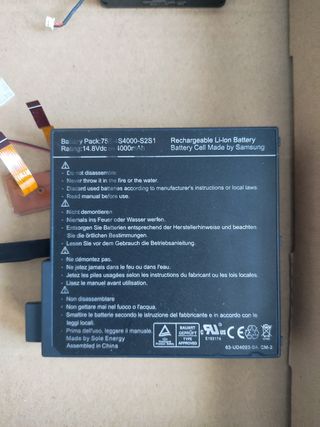 Rechargeable Li-Ion Battery
Rating:14.8Vdc 4000mAh Battery Cell Made by Samsung
Do not disassemble
- Never throw it in the fire or the water.
- Discard used batteries according to manufacturer's instructions or local laws.
- Read manual before use.
- Nicht demontieren
- Niemals ins Feuer oder Wasser werfen.
- Entsorgen Sie Batterien entsprechend der Herstellerhinweise und beachten
Sie die örtlichen Bestimmungen.
- Lesen Sie vor dem Gebrauch die Betriebsanleitung.
- Ne démontez pas.
- Ne jetez jamais dans le feu ou dans l'eau.
- Jetez les piles usagées selon les instructions du fabricant ou les lois locales.
- Lisez le manuel avant utilisation.
- Non disassemblare
- Non gettare mai nel fuoco o l'acqua.
- Smaltire le batterie secondo le istruzione del fabbricante e in accordo con le
leggi locali.
- Prima dell'uso, leggere il manuale.
Made by Sole Energy
Assembled in China
BAUART
GEPRÜFT
TYPE
APPROVED